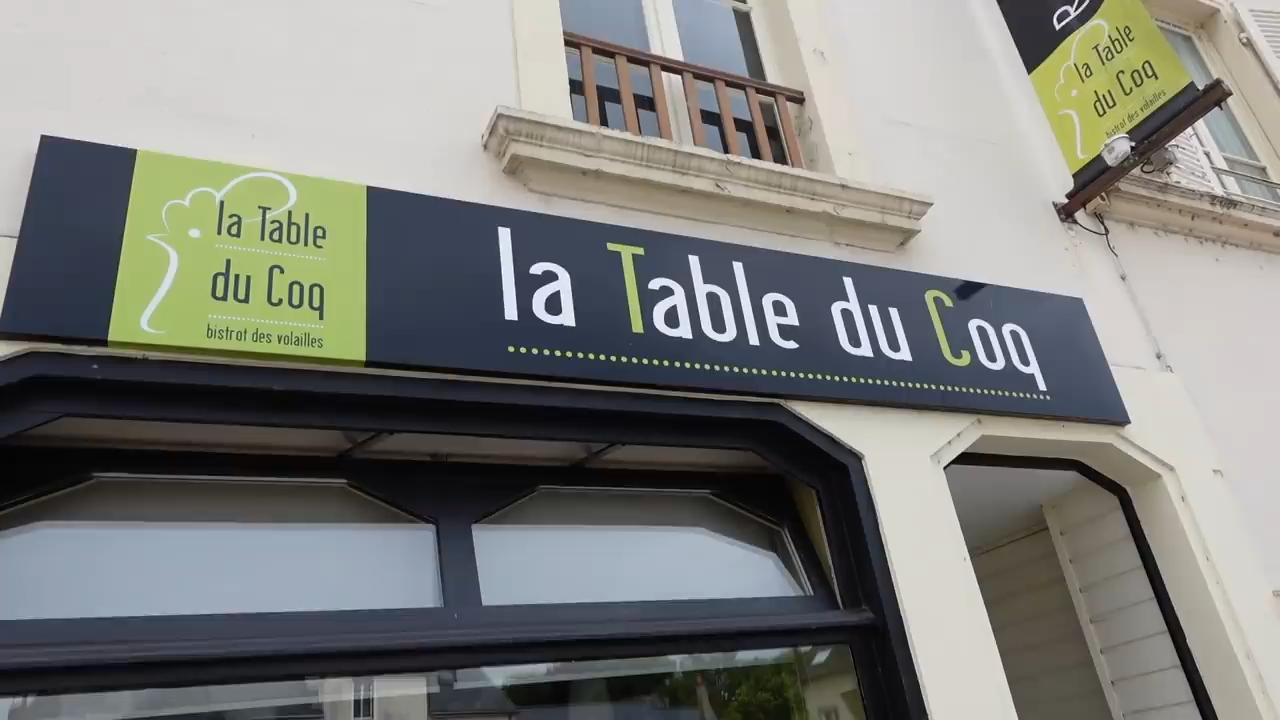 la Table
du Coq
bistrot des volailles
la Table du Coq
R
la Table
du Coq
bistrot des volailles